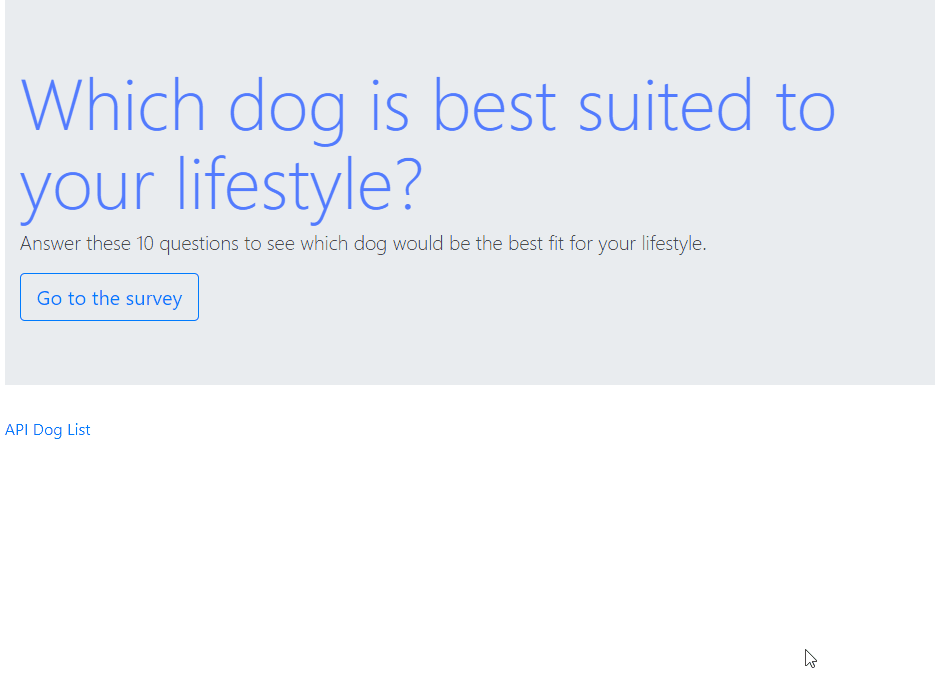 Which dog is best suited to
your lifestyle?
Answer these 10 questions to see which dog would be the best fit for your lifestyle.
Go to the survey
API Dog List